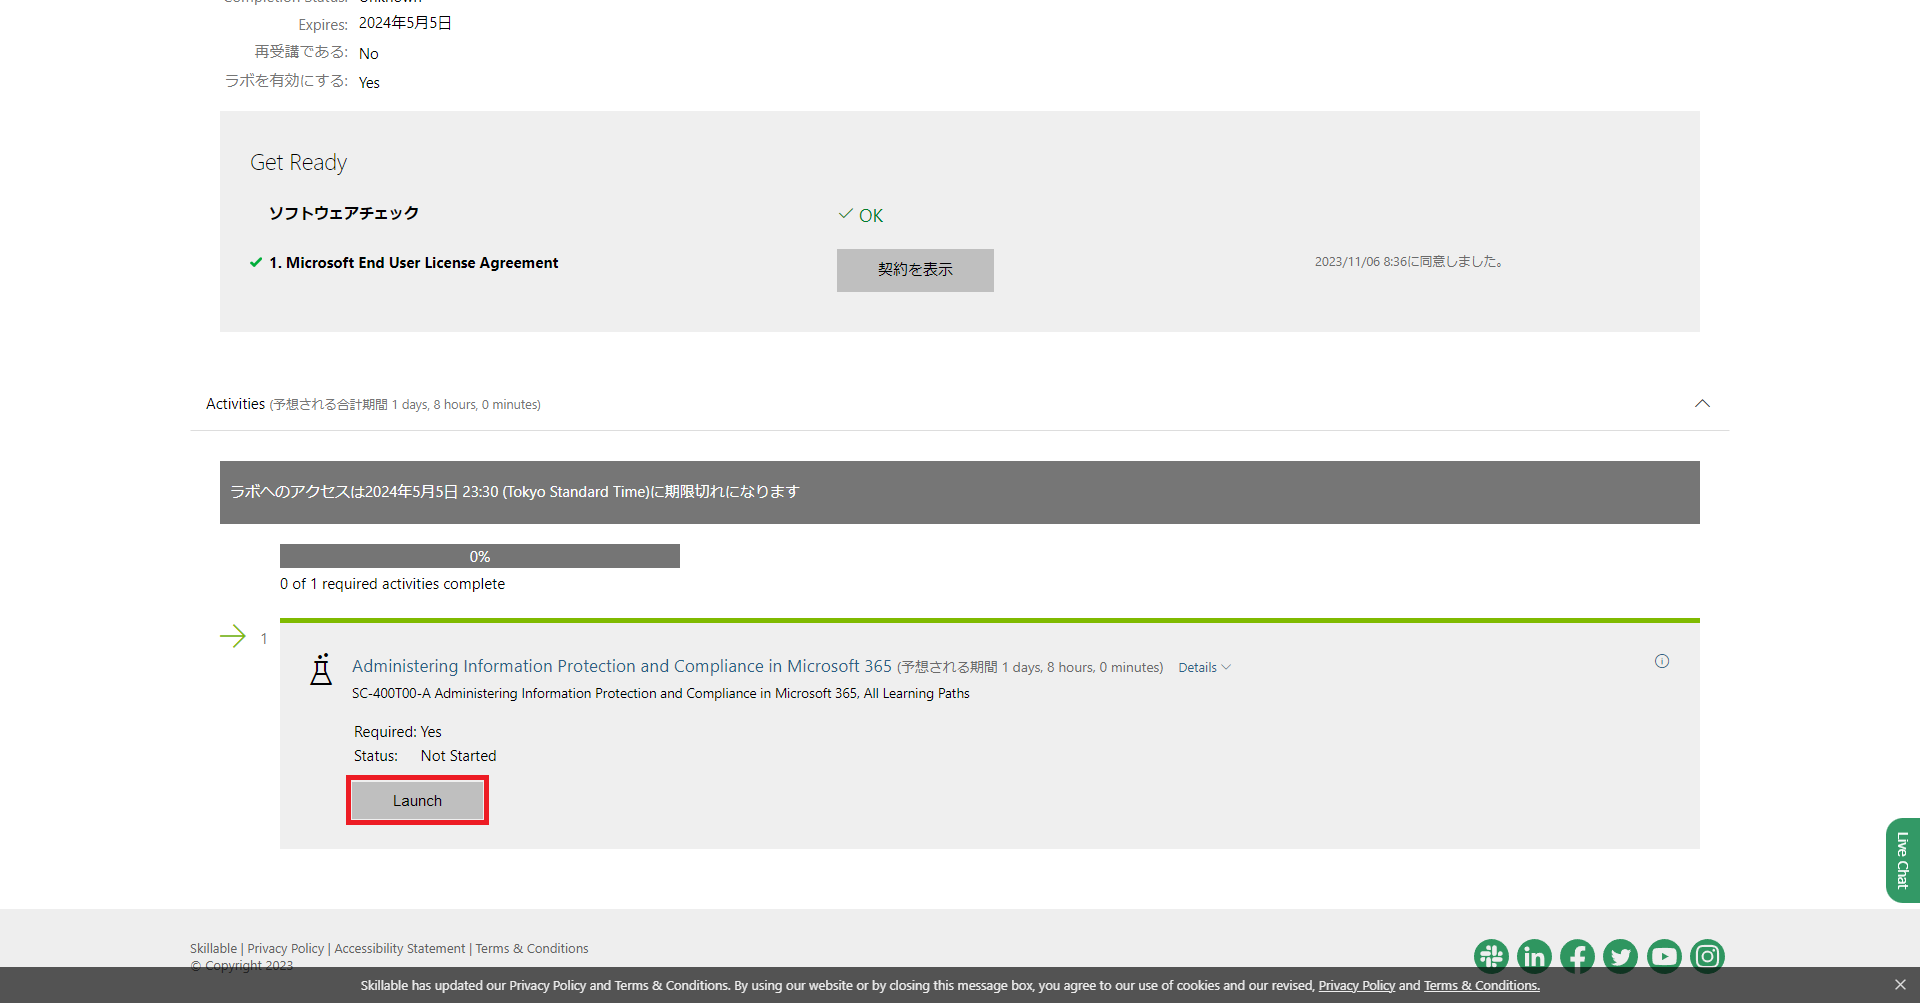 Completion Status: Unknown
Expires: 2024年5月5日
再受講である: No
ラボを有効にする: Yes
Get Ready
ソフトウェアチェック OK
1. Microsoft End User License Agreement 契約を表示 2023/11/06 8:36に同意しました。
Activities (予想される合計期間 1 days, 8 hours, 0 minutes)
ラボへのアクセスは2024年5月5日 23:30 (Tokyo Standard Time)に期限切れになります
0%
0 of 1 required activities complete
1
Administering Information Protection and Compliance in Microsoft 365 (予想される期間 1 days, 8 hours, 0 minutes) Details
SC-400T00-A Administering Information Protection and Compliance in Microsoft 365, All Learning Paths
Required: Yes
Status: Not Started
Launch
Live Chat
Skillable | Privacy Policy | Accessibility Statement | Terms & Conditions
© Copyright 2023
Skillable has updated our Privacy Policy and Terms & Conditions. By using our website or by closing this message box, you agree to our use of cookies and our revised, Privacy Policy and Terms & Conditions.